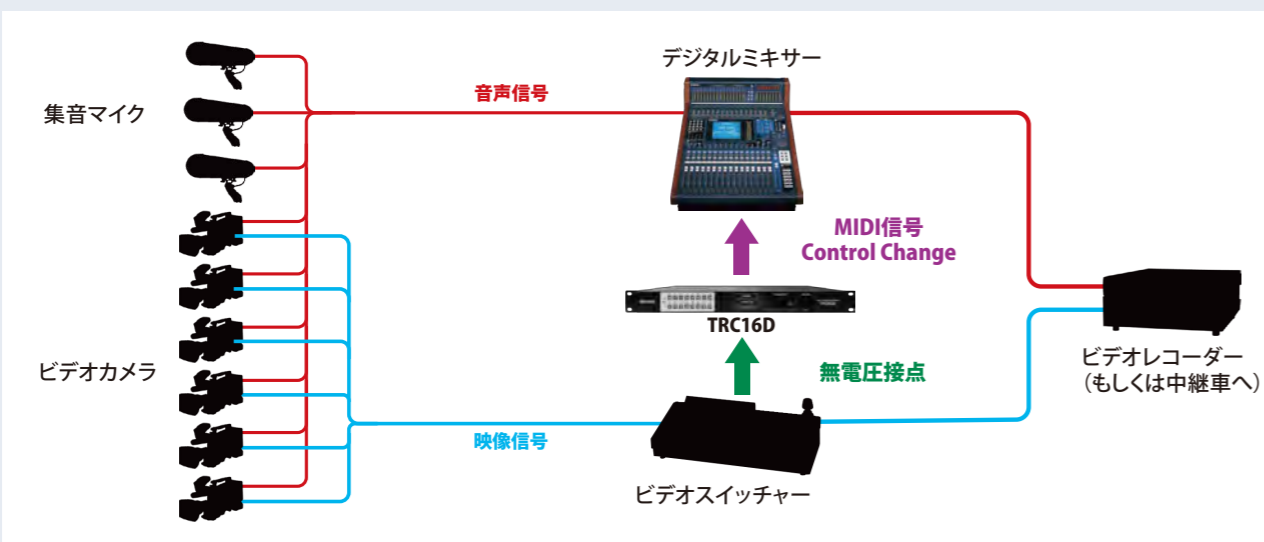 デジタルミキサー
音声信号
集音マイク
MIDI信号
Control Change
TRC16D
無電圧接点
ビデオカメラ
ビデオレコーダー
（もしくは中継車へ）
映像信号
ビデオスイッチャー